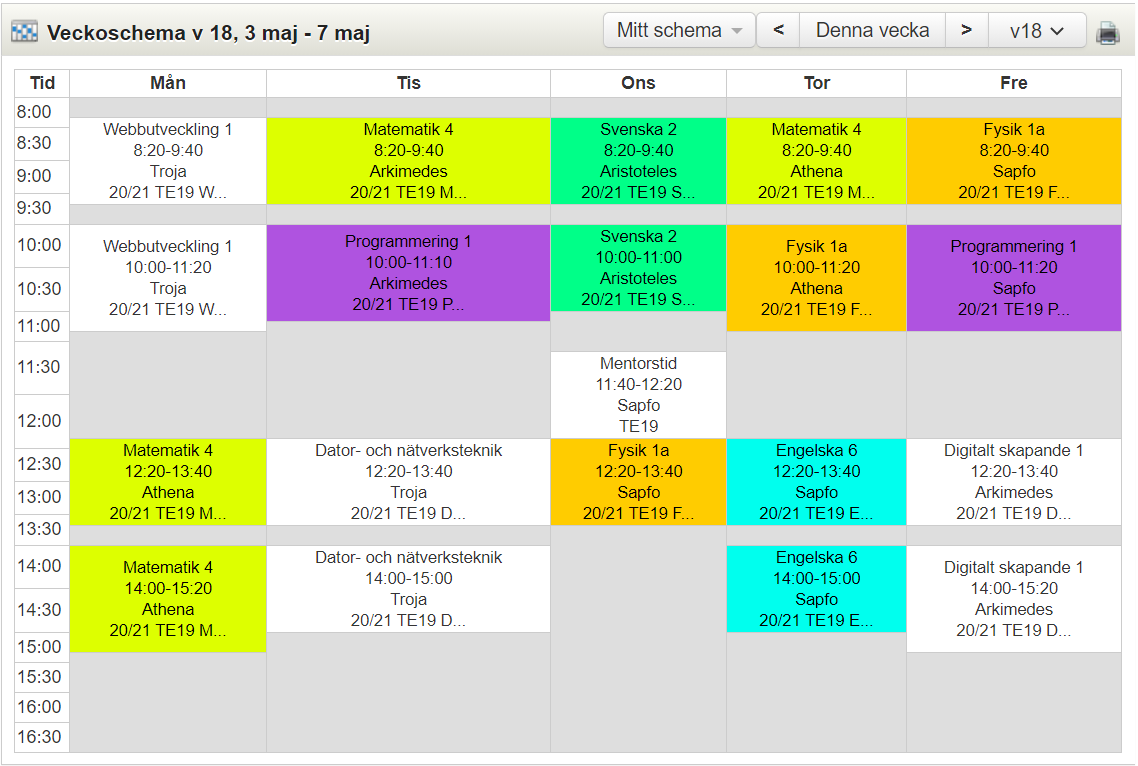 Veckoschema v 18, 3 maj - 7 maj
Mitt schema
<
Denna vecka
>
v18
Tid
Mån
Tis
Ons
Tor
Fre
8:00
8:30
9:00
9:30
10:00
10:30
11:00
11:30
12:00
12:30
13:00
13:30
14:00
14:30
15:00
15:30
16:00
16:30
Webbutveckling 1
8:20-9:40
Troja
20/21 TE19 W...
Webbutveckling 1
10:00-11:20
Troja
20/21 TE19 W...
Matematik 4
12:20-13:40
Athena
20/21 TE19 M...
Matematik 4
14:00-15:20
Athena
20/21 TE19 M...
Matematik 4
8:20-9:40
Arkimedes
20/21 TE19 M...
Programmering 1
10:00-11:10
Arkimedes
20/21 TE19 P...
Dator- och nätverksteknik
12:20-13:40
Troja
20/21 TE19 D...
Dator- och nätverksteknik
14:00-15:00
Troja
20/21 TE19 D...
Svenska 2
8:20-9:40
Aristoteles
20/21 TE19 S...
Svenska 2
10:00-11:00
Aristoteles
20/21 TE19 S...
Mentorstid
11:40-12:20
Sapfo
TE19
Fysik 1a
12:20-13:40
Sapfo
20/21 TE19 F...
Matematik 4
8:20-9:40
Athena
20/21 TE19 M...
Fysik 1a
10:00-11:20
Athena
20/21 TE19 F...
Engelska 6
12:20-13:40
Sapfo
20/21 TE19 E...
Engelska 6
14:00-15:00
Sapfo
20/21 TE19 E...
Fysik 1a
8:20-9:40
Sapfo
20/21 TE19 F...
Programmering 1
10:00-11:20
Sapfo
20/21 TE19 P...
Digitalt skapande 1
12:20-13:40
Arkimedes
20/21 TE19 D...
Digitalt skapande 1
14:00-15:20
Arkimedes
20/21 TE19 D...